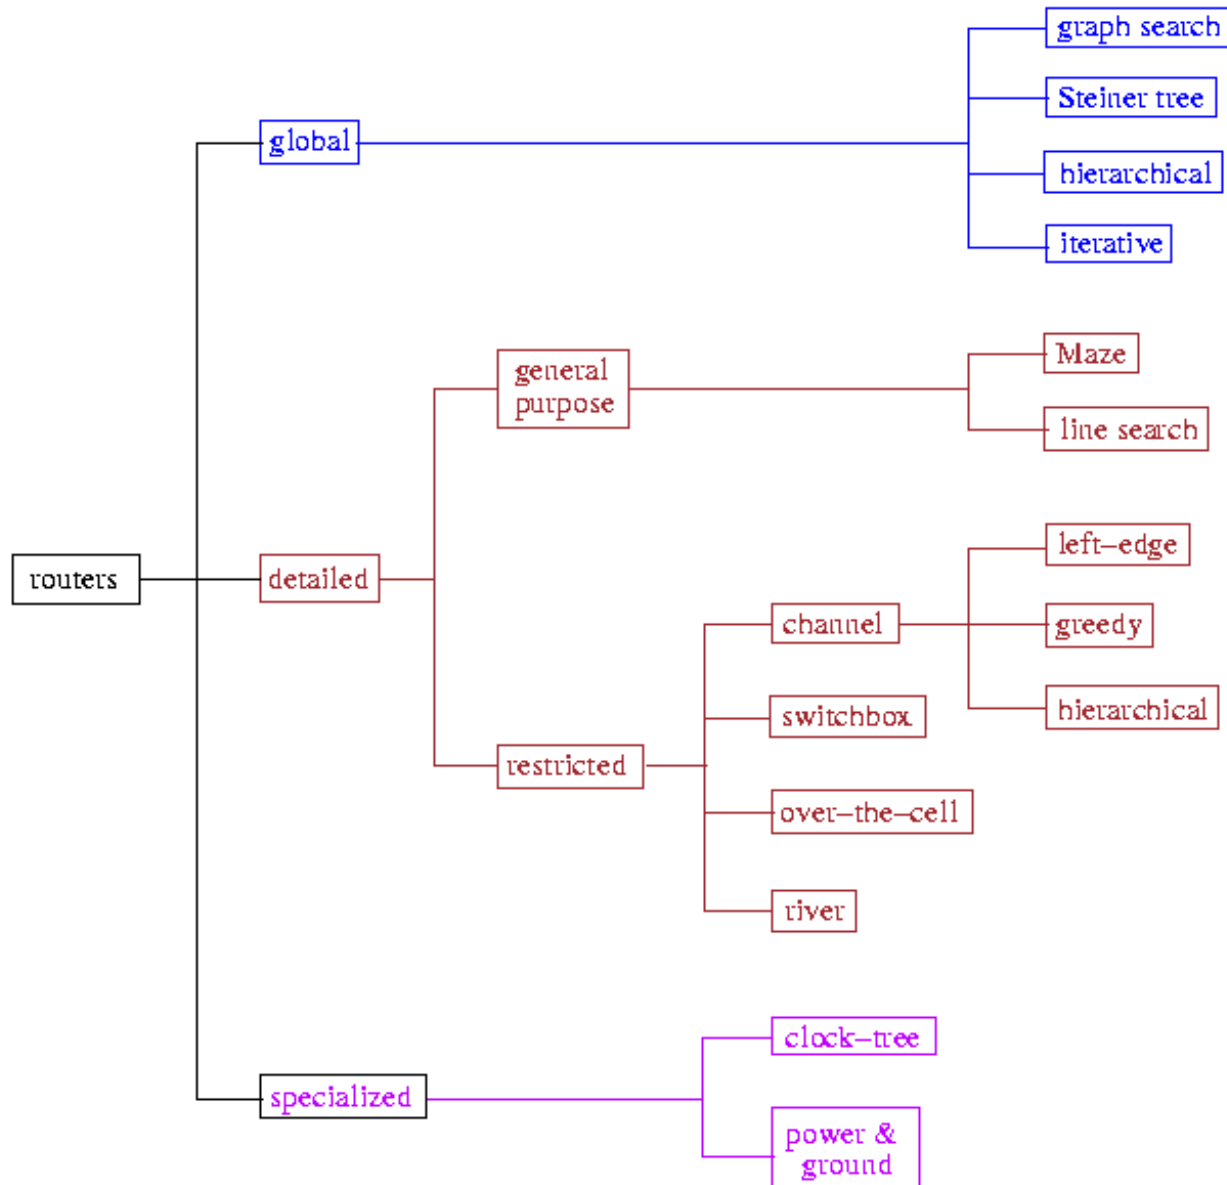 graph search
Steiner tree
global
hierarchical
iterative
general
purpose
Maze
line search
routers
detailed
left–edge
channel
greedy
switchbox
hierarchical
restricted
over–the–cell
river
clock–tree
specialized
power &
ground